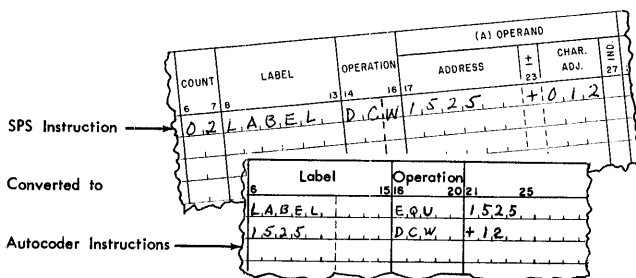 (A) OPERAND
COUNT LABEL OPERATION ADDRESS ± CHAR. ADJ. IND.
6 7 8 13 14 16 17 23 27
SPS Instruction 0 2 L A B E L D C W 1 5 2 5 + 0 1 2
Converted to
Label Operation
6 15 16 20 21 25
L A B E L E Q U 1 5 2 5
Autocoder Instructions 1 5 2 5 D C W + 1 2